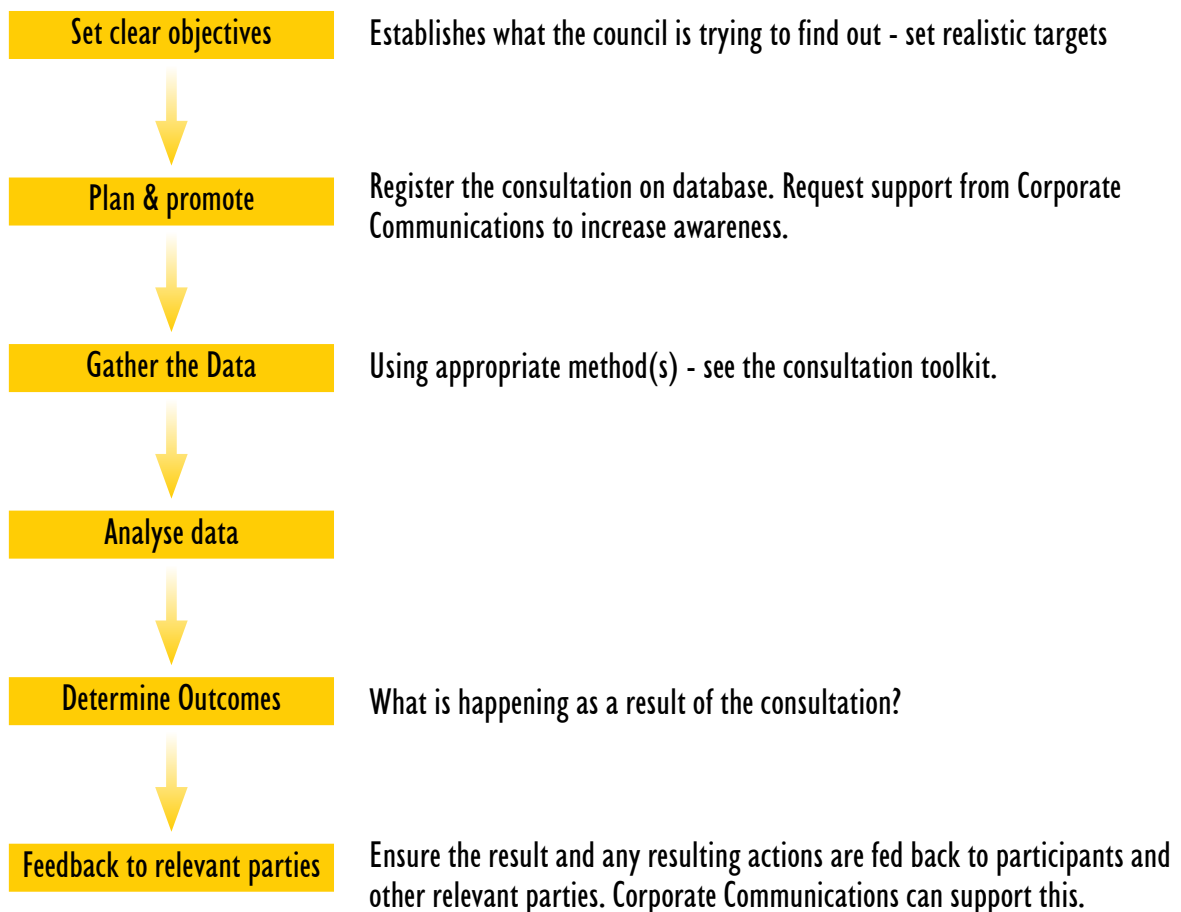 Set clear objectives
Establishes what the council is trying to find out - set realistic targets
Plan & promote
Register the consultation on database. Request support from Corporate
Communications to increase awareness.
Gather the Data
Using appropriate method(s) - see the consultation toolkit.
Analyse data
Determine Outcomes
What is happening as a result of the consultation?
Feedback to relevant parties
Ensure the result and any resulting actions are fed back to participants and
other relevant parties. Corporate Communications can support this.